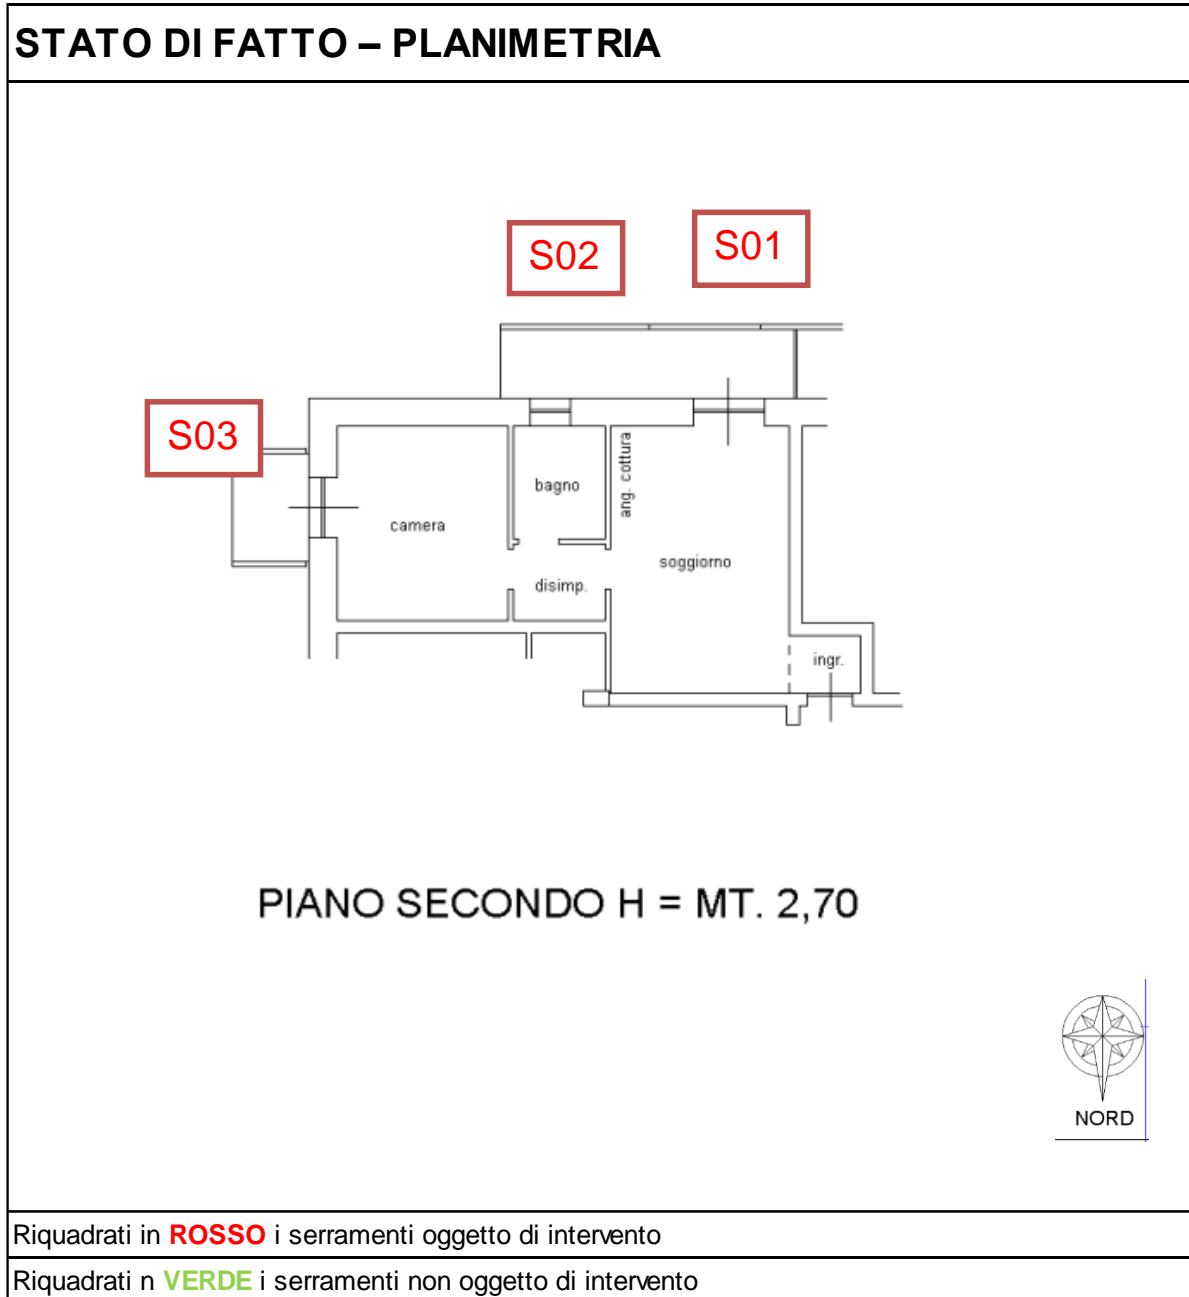 STATO DI FATTO – PLANIMETRIA
S01
S02
S03
bagno
ang. cottura
camera
soggiorno
disimp.
ingr.
PIANO SECONDO H = MT. 2,70
NORD
Riquadrati in ROSSO i serramenti oggetto di intervento
Riquadrati n VERDE i serramenti non oggetto di intervento